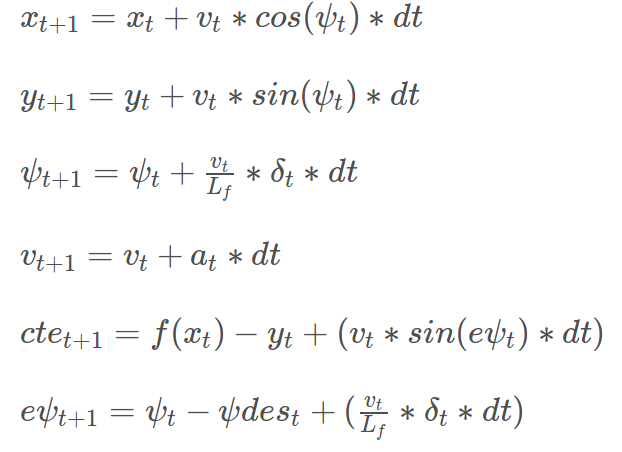 x_{t+1} = x_t + v_t * cos(ψ_t) * dt
y_{t+1} = y_t + v_t * sin(ψ_t) * dt
ψ_{t+1} = ψ_t + \frac{v_t}{L_f} * δ_t * dt
v_{t+1} = v_t + a_t * dt
cte_{t+1} = f(x_t) − y_t + (v_t * sin(eψ_t) * dt)
eψ_{t+1} = ψ_t − ψdes_t + (\frac{v_t}{L_f} * δ_t * dt)